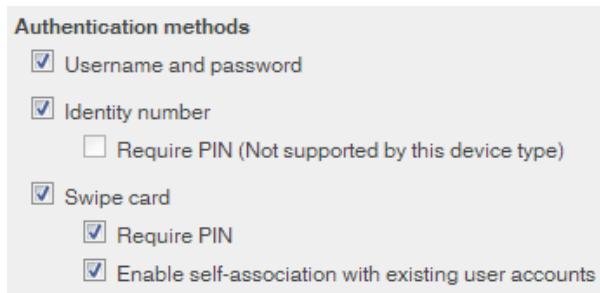 Authentication methods
Username and password
Identity number
Require PIN (Not supported by this device type)
Swipe card
Require PIN
Enable self-association with existing user accounts